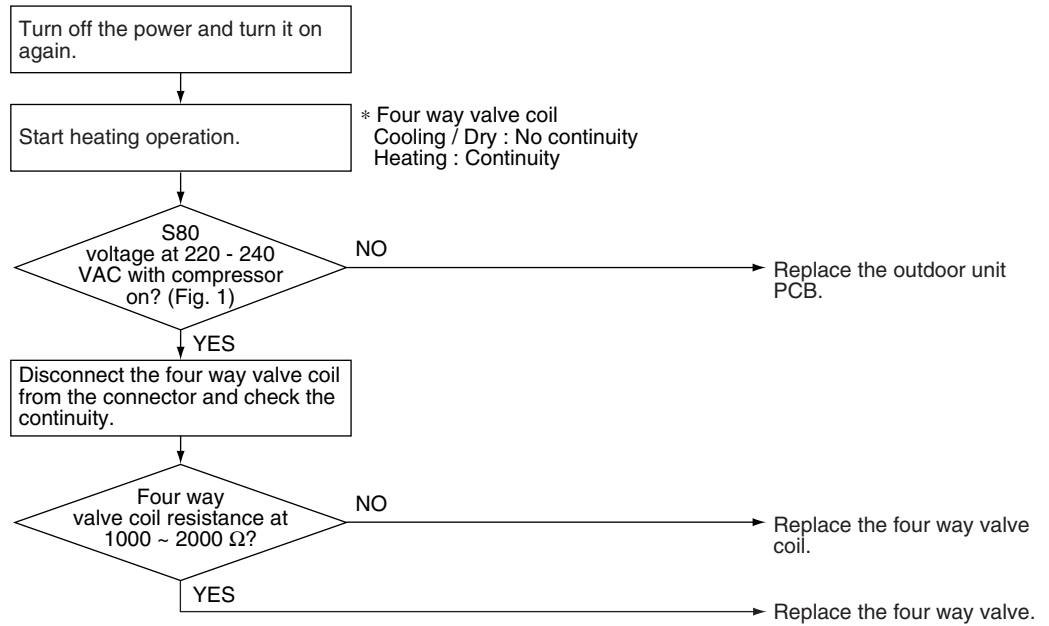 Turn off the power and turn it on
again.
Start heating operation.
* Four way valve coil
Cooling / Dry : No continuity
Heating : Continuity
S80
voltage at 220 - 240
VAC with compressor
on? (Fig. 1)
NO
Replace the outdoor unit
PCB.
YES
Disconnect the four way valve coil
from the connector and check the
continuity.
Four way
valve coil resistance at
1000 ~ 2000 Ω?
NO
Replace the four way valve
coil.
YES
Replace the four way valve.